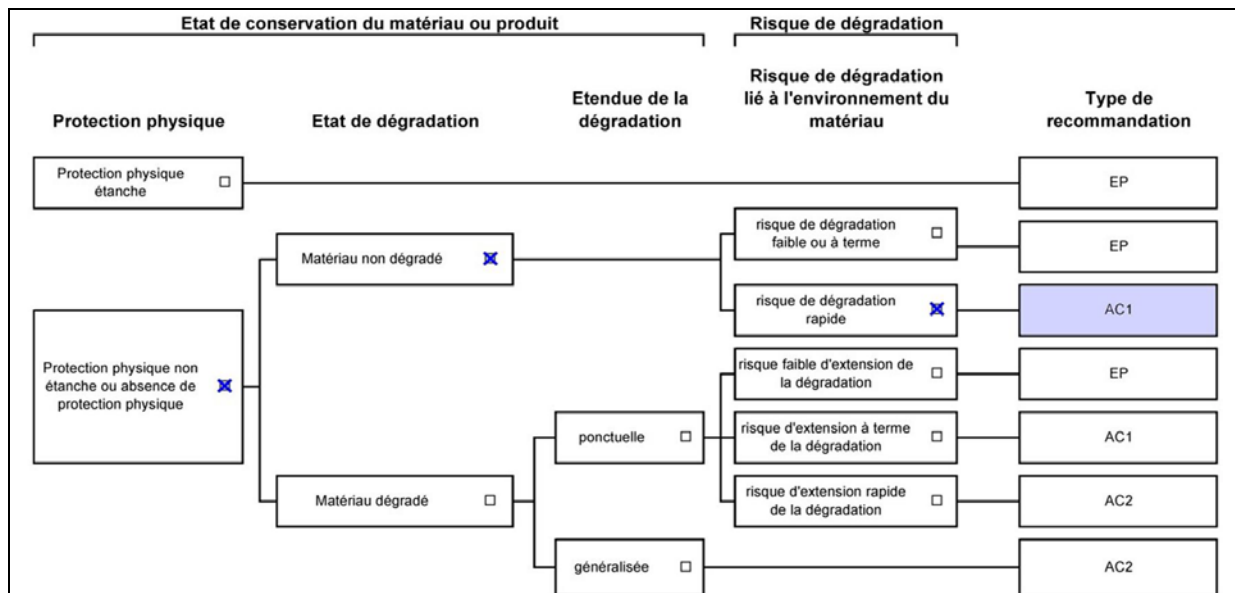 Etat de conservation du matériau ou produit
Risque de dégradation
Protection physique
Etat de dégradation
Etendue de la
dégradation
Risque de dégradation
lié à l'environnement du
matériau
Type de
recommandation
Protection physique
étanche
EP
risque de dégradation
faible ou à terme
EP
Matériau non dégradé
risque de dégradation
rapide
AC1
Protection physique non
étanche ou absence de
protection physique
risque faible d'extension de
la dégradation
EP
ponctuelle
risque d'extension à terme
de la dégradation
AC1
Matériau dégradé
risque d'extension rapide
de la dégradation
AC2
généralisée
AC2